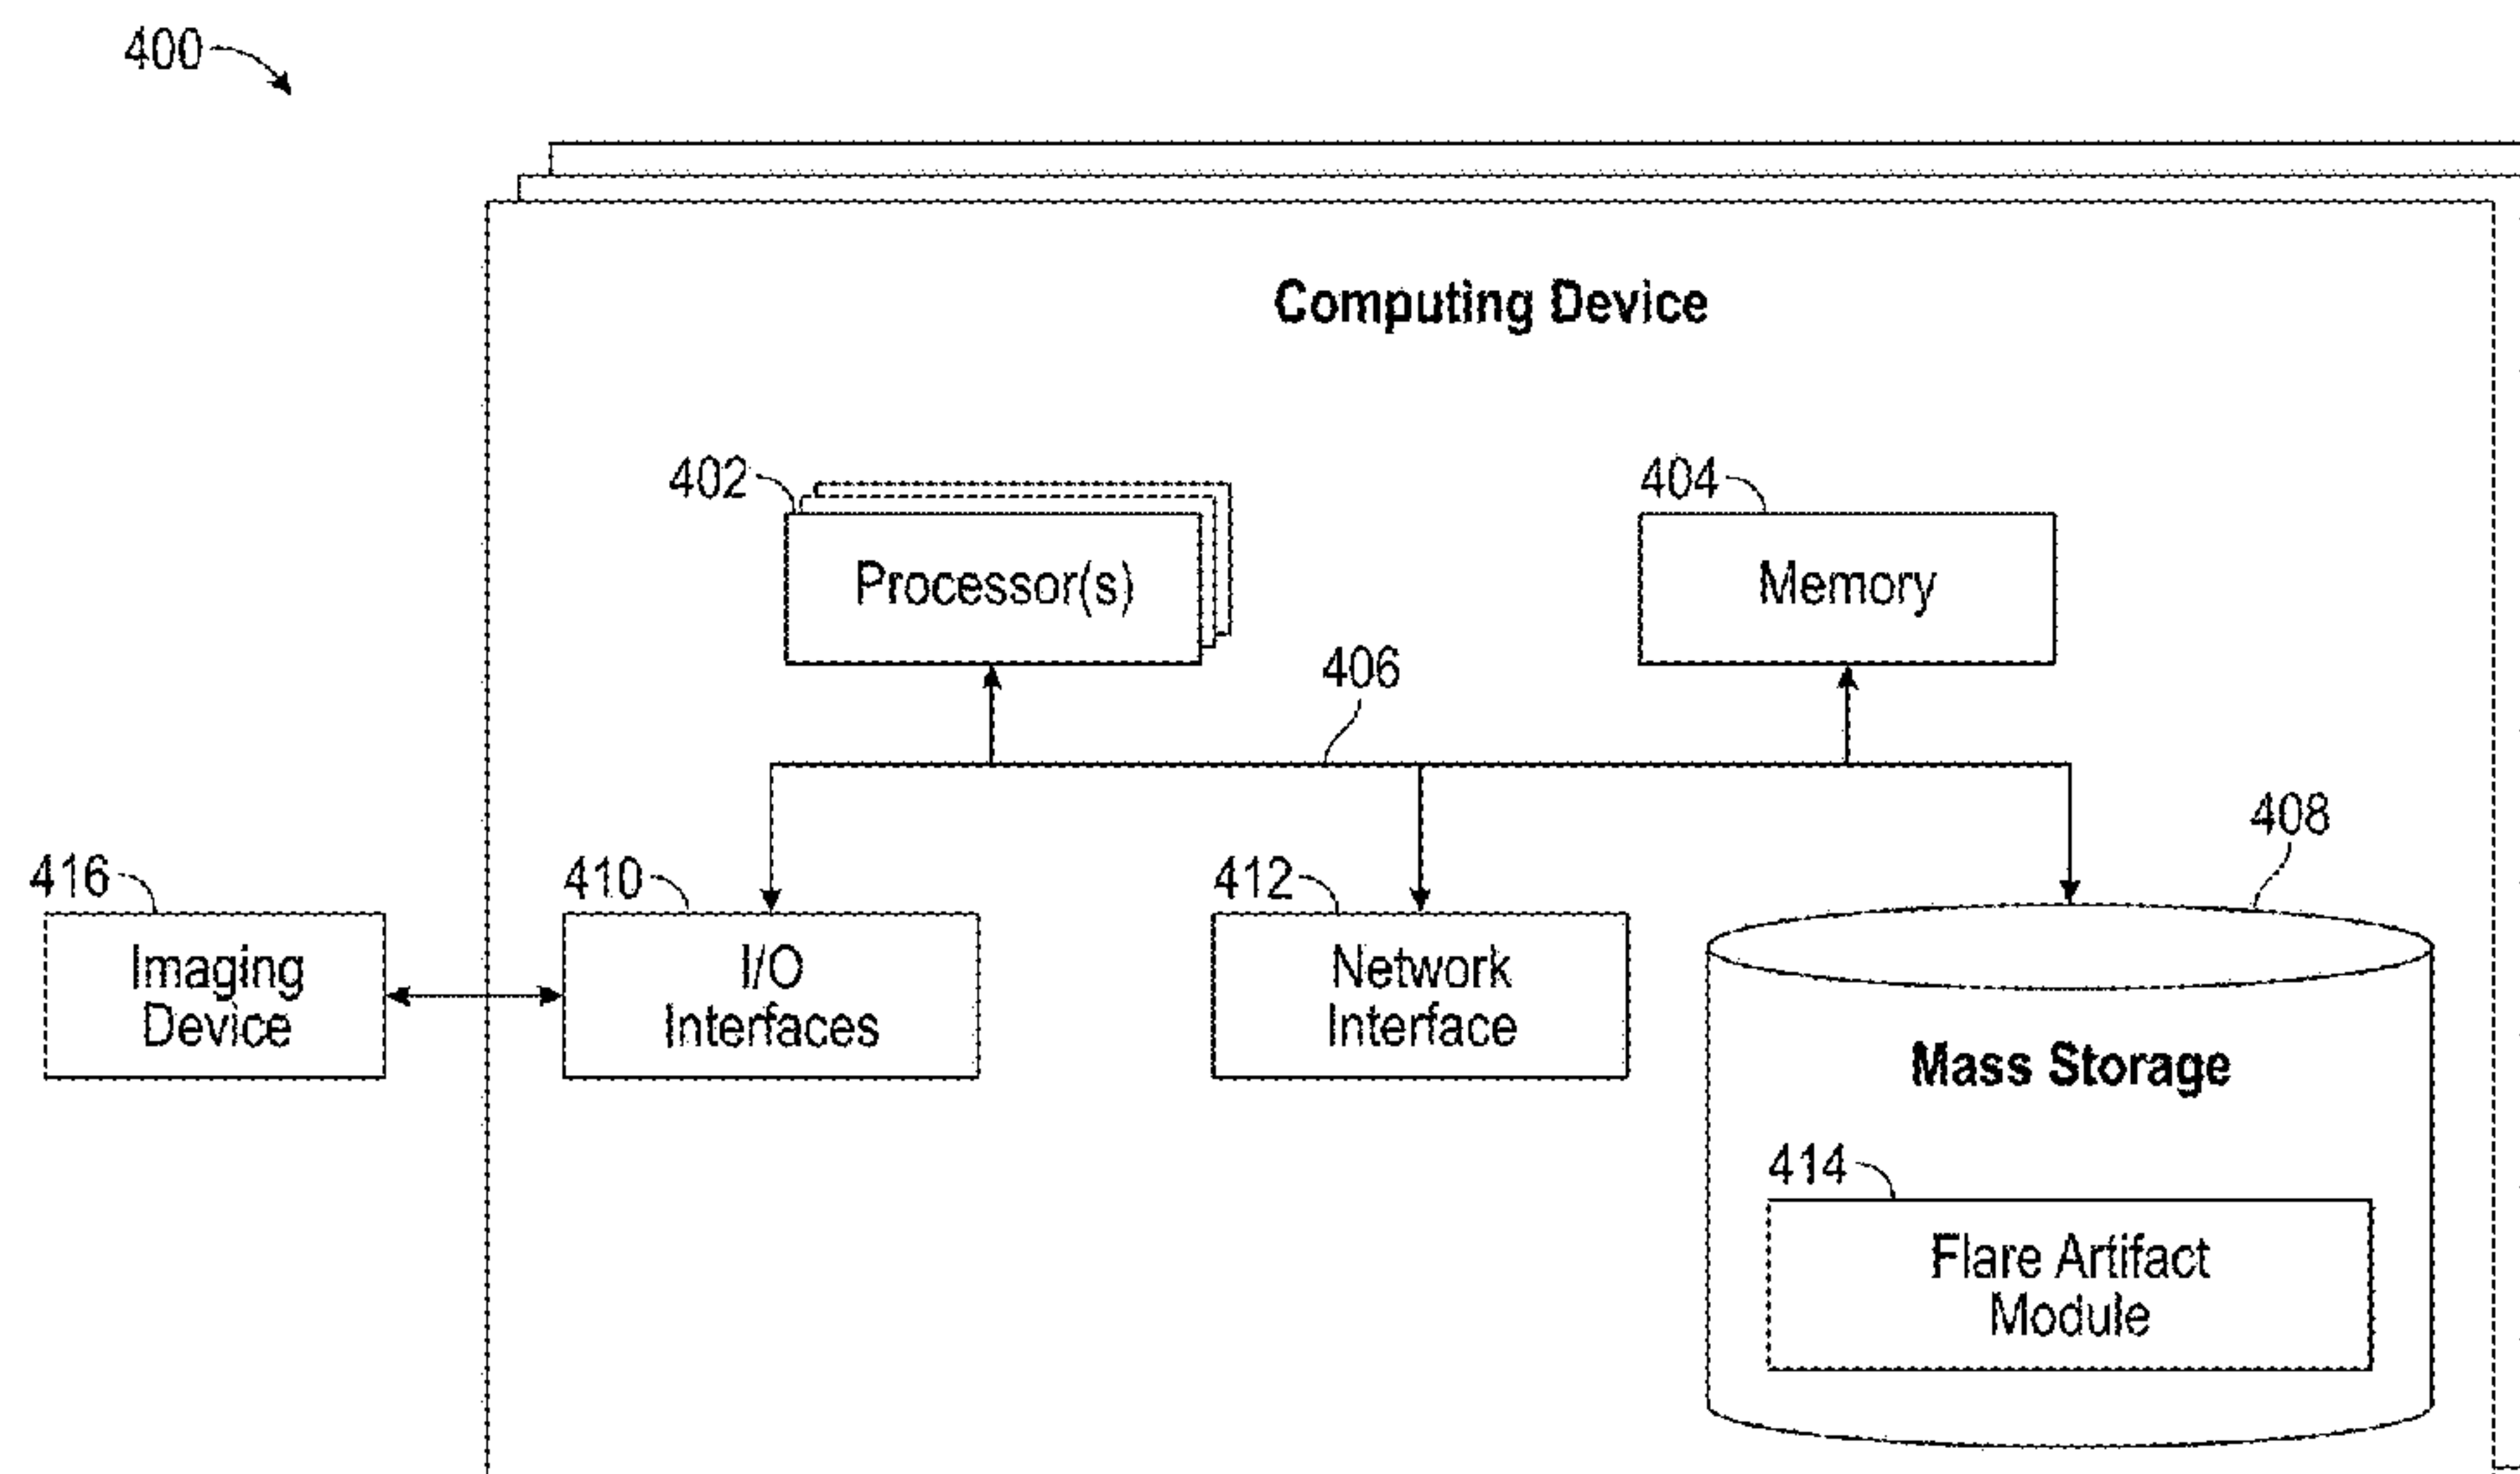 400
Computing Device
402
404
Processor(s)
Memory
406
408
416
410
412
Imaging
Device
I/O
Interfaces
Network
Interface
Mass Storage
414
Flare Artifact
Module